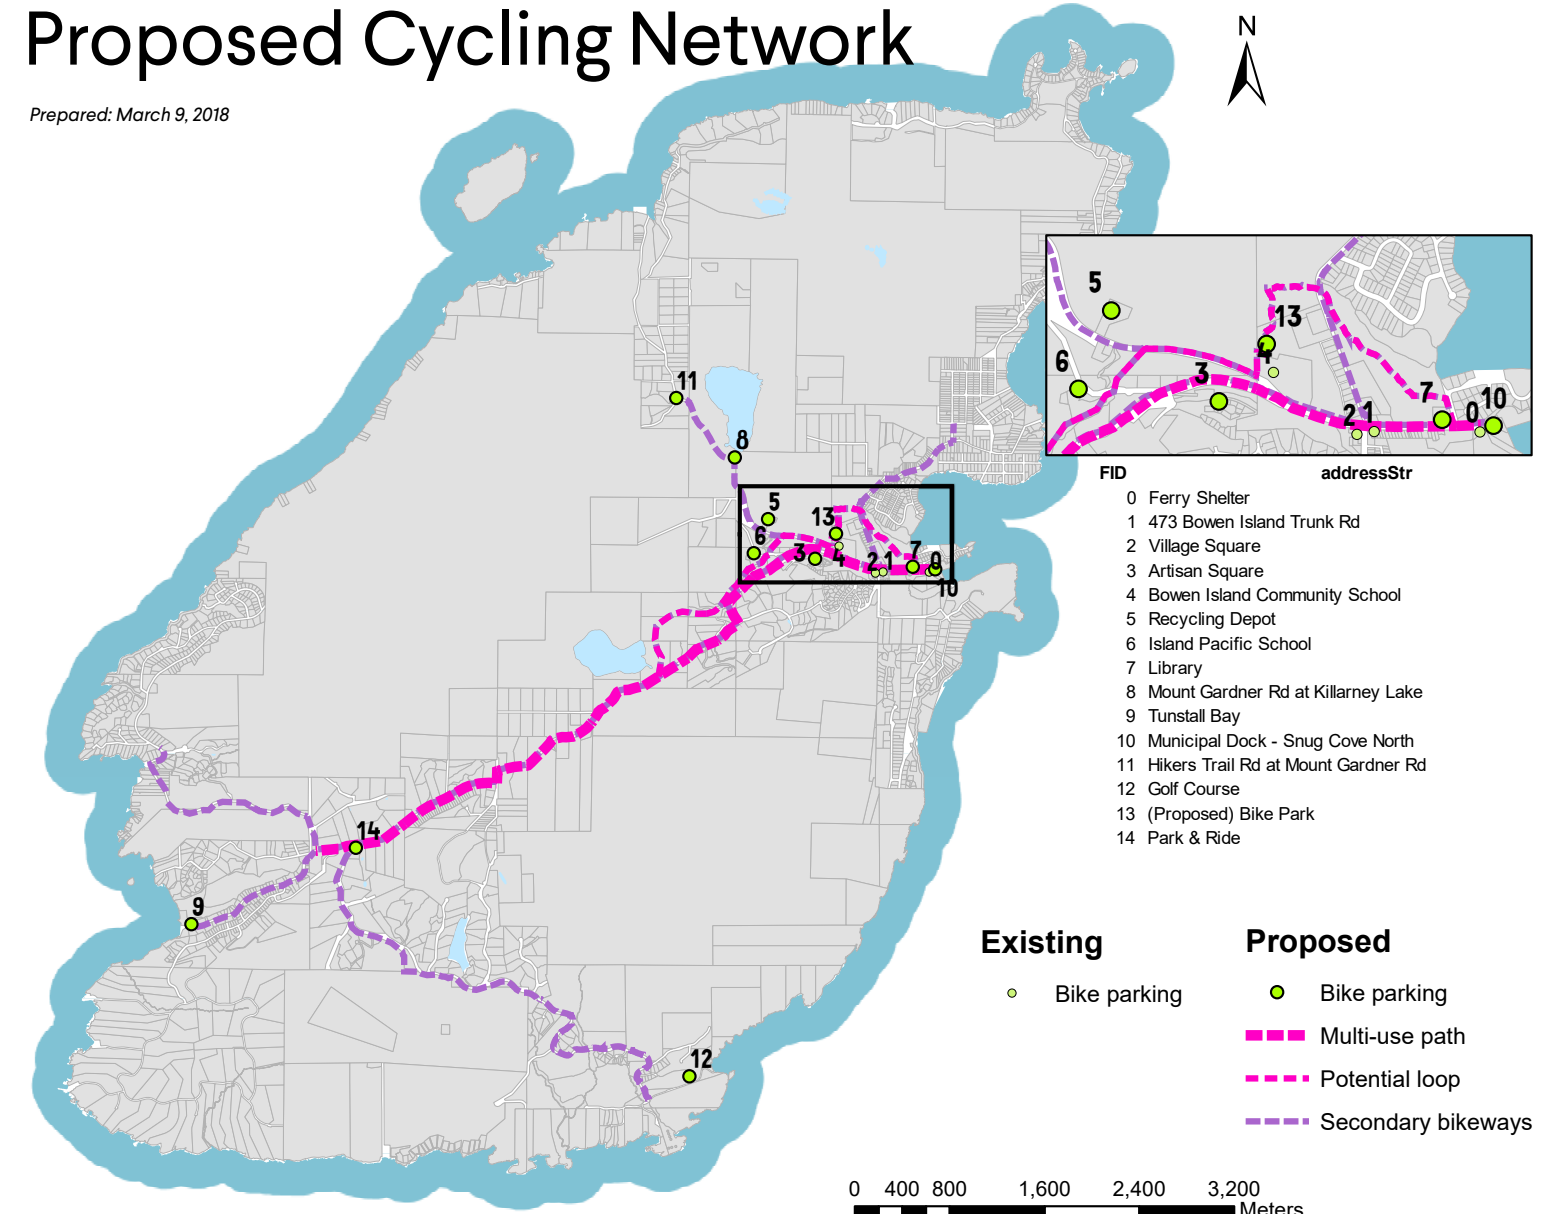 Proposed Cycling Network
Prepared: March 9, 2018
N
5
13
4
6
3
2
1
7
0
10
11
8
5
13
6
3
4
2
1
7
0
10
14
9
12
FID addressStr
0 Ferry Shelter
1 473 Bowen Island Trunk Rd
2 Village Square
3 Artisan Square
4 Bowen Island Community School
5 Recycling Depot
6 Island Pacific School
7 Library
8 Mount Gardner Rd at Killarney Lake
9 Tunstall Bay
10 Municipal Dock - Snug Cove North
11 Hikers Trail Rd at Mount Gardner Rd
12 Golf Course
13 (Proposed) Bike Park
14 Park & Ride
Existing
Bike parking
Proposed
Bike parking
Multi-use path
Potential loop
Secondary bikeways
0 400 800 1,600 2,400 3,200
Meters